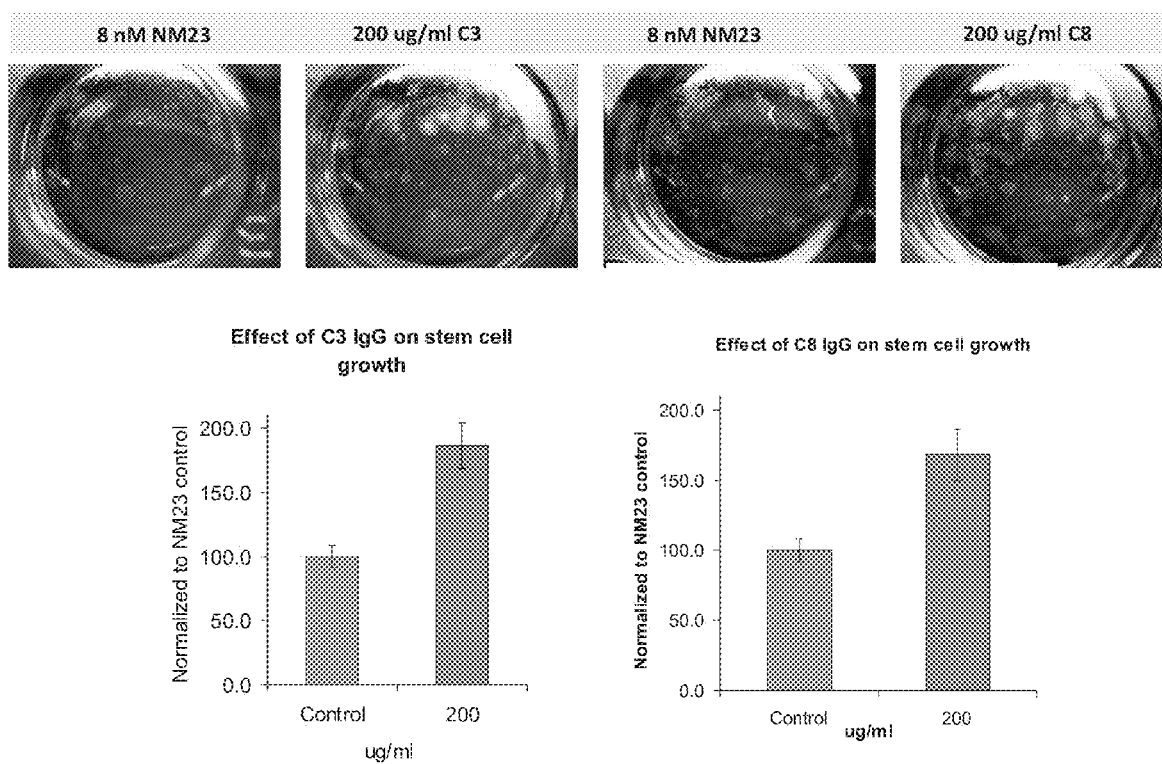 8 nM NM23 200 ug/ml C3 8 nM NM23 200 ug/ml C8
Effect of C3 IgG on stem cell
growth
Normalized to NM23 control
200.0
150.0
100.0
50.0
0.0
Control 200
ug/ml
Effect of C8 IgG on stem cell growth
Normalized to NM23 control
200.0
150.0
100.0
50.0
0.0
Control 200
ug/ml